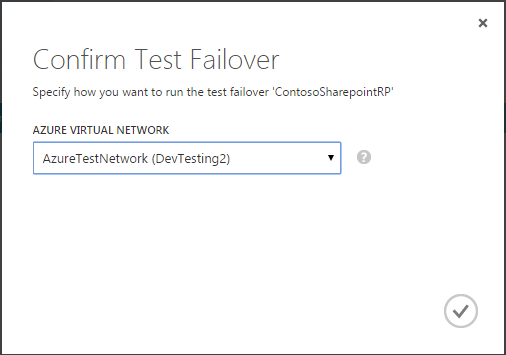 Confirm Test Failover
Specify how you want to run the test failover 'ContosoSharepointRP'
AZURE VIRTUAL NETWORK
AzureTestNetwork (DevTesting2)
?